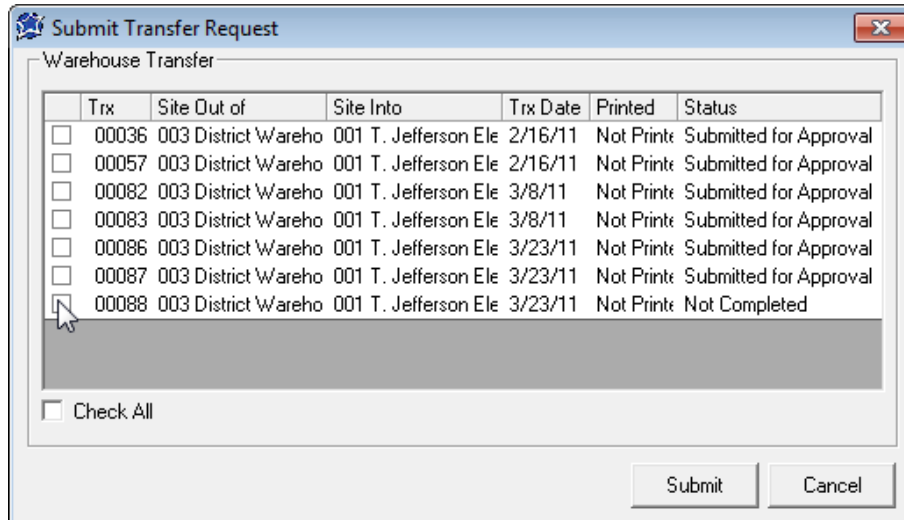 Submit Transfer Request
Warehouse Transfer
Trx Site Out of Site Into Trx Date Printed Status
00036 003 District Wareho 001 T. Jefferson Ele 2/16/11 Not Printe Submitted for Approval
00057 003 District Wareho 001 T. Jefferson Ele 2/16/11 Not Printe Submitted for Approval
00082 003 District Wareho 001 T. Jefferson Ele 3/8/11 Not Printe Submitted for Approval
00083 003 District Wareho 001 T. Jefferson Ele 3/8/11 Not Printe Submitted for Approval
00086 003 District Wareho 001 T. Jefferson Ele 3/23/11 Not Printe Submitted for Approval
00087 003 District Wareho 001 T. Jefferson Ele 3/23/11 Not Printe Submitted for Approval
00088 003 District Wareho 001 T. Jefferson Ele 3/23/11 Not Printe Not Completed
Check All
Submit Cancel